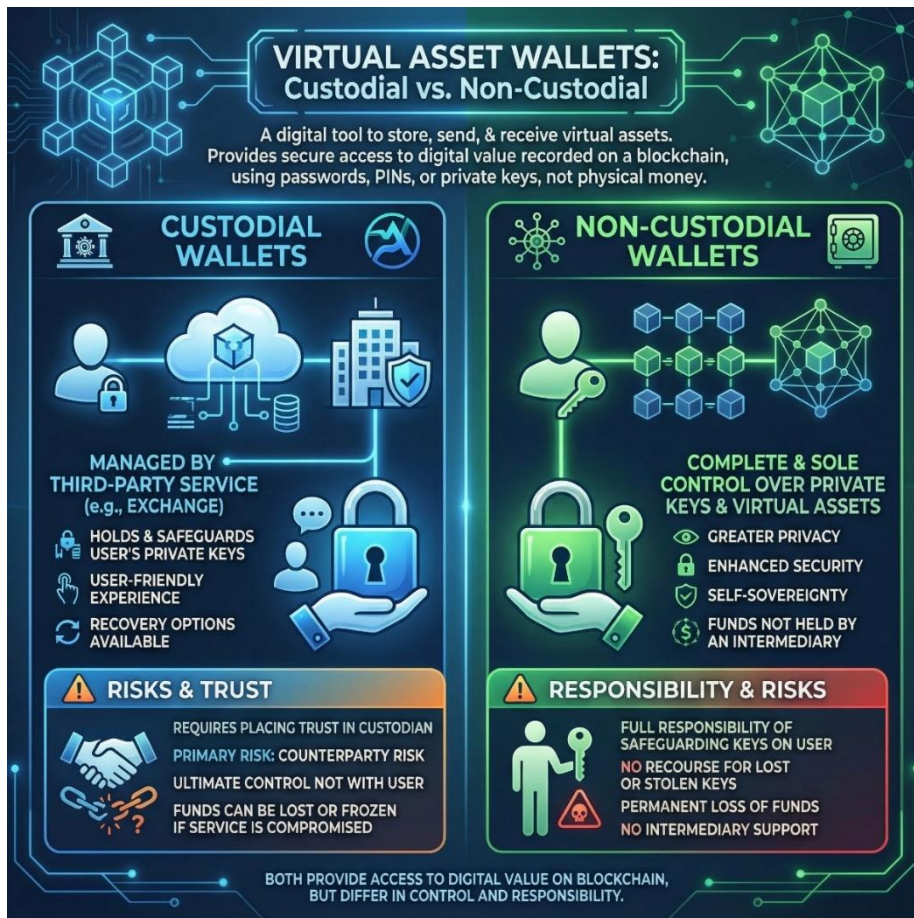 VIRTUAL ASSET WALLETS:
Custodial vs. Non-Custodial
A digital tool to store, send, & receive virtual assets.
Provides secure access to digital value recorded on a blockchain,
using passwords, PINs, or private keys, not physical money.
CUSTODIAL
WALLETS
MANAGED BY
THIRD-PARTY SERVICE
(e.g., EXCHANGE)
HOLDS & SAFEGUARDS
USER'S PRIVATE KEYS
USER-FRIENDLY
EXPERIENCE
RECOVERY OPTIONS
AVAILABLE
RISKS & TRUST
REQUIRES PLACING TRUST IN CUSTODIAN
PRIMARY RISK: COUNTERPARTY RISK
ULTIMATE CONTROL NOT WITH USER
FUNDS CAN BE LOST OR FROZEN
IF SERVICE IS COMPROMISED
?
NON-CUSTODIAL
WALLETS
COMPLETE & SOLE
CONTROL OVER PRIVATE
KEYS & VIRTUAL ASSETS
GREATER PRIVACY
ENHANCED SECURITY
SELF-SOVEREIGNTY
$
FUNDS NOT HELD BY
AN INTERMEDIARY
RESPONSIBILITY & RISKS
FULL RESPONSIBILITY OF
SAFEGUARDING KEYS ON USER
NO RECOURSE FOR LOST
OR STOLEN KEYS
PERMANENT LOSS OF FUNDS
NO INTERMEDIARY SUPPORT
BOTH PROVIDE ACCESS TO DIGITAL VALUE ON BLOCKCHAIN,
BUT DIFFER IN CONTROL AND RESPONSIBILITY.